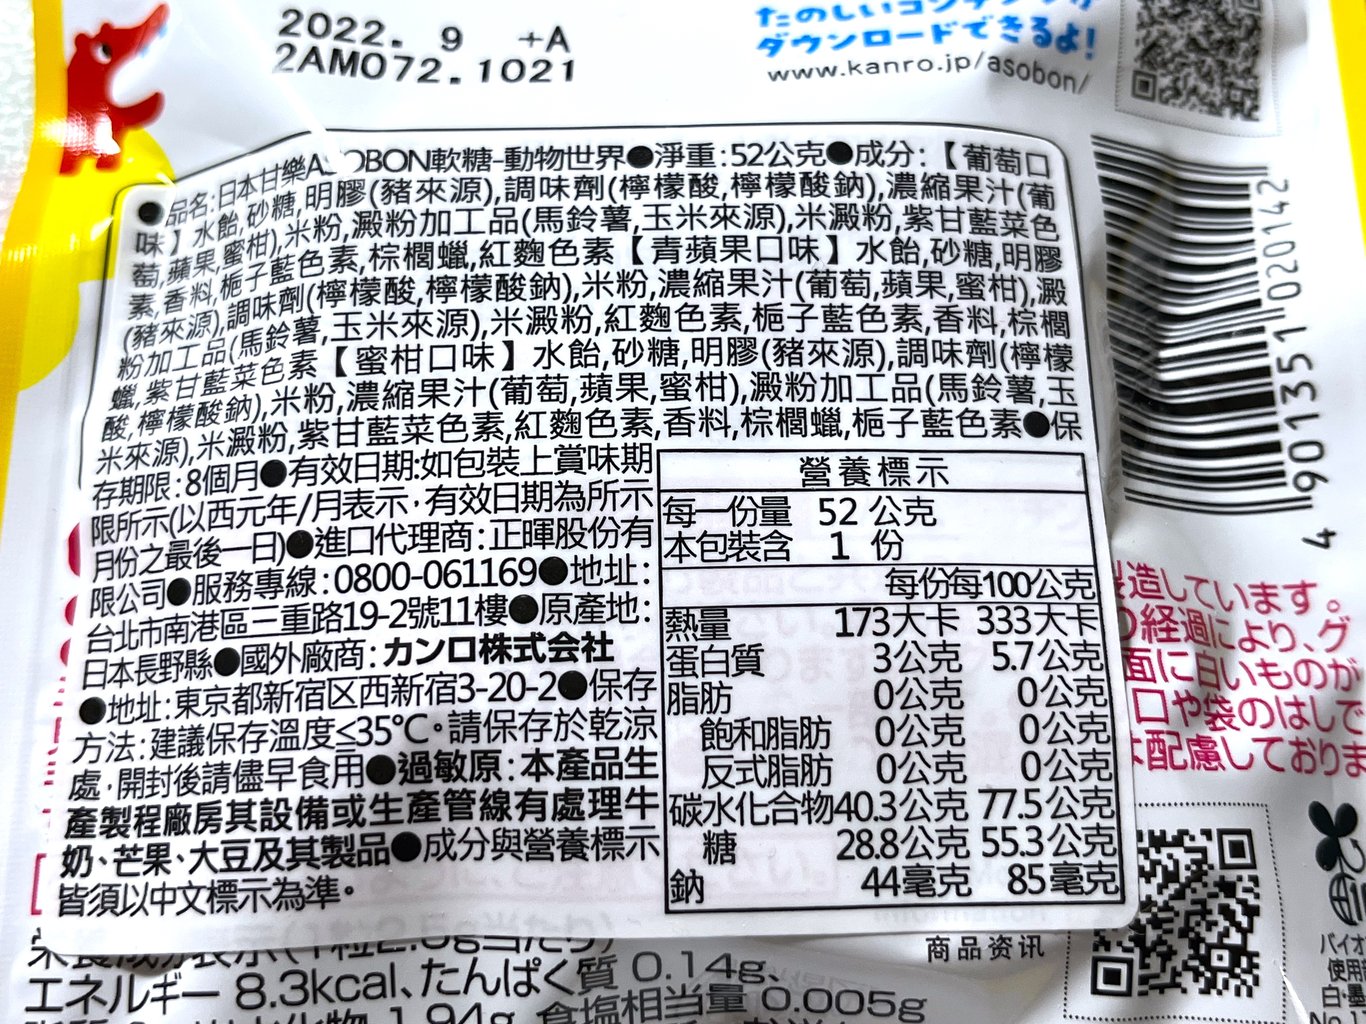 2022. 9 +A
2AM072.1021
ダウンロードできるよ!
www.kanro.jp/asobon/
●品名:日本甘樂A OBON軟糖-動物世界●淨重:52公克●成分:【葡萄口
味】水飴,砂糖,明膠(豬來源),調味劑(檸檬酸,檸檬酸鈉),濃縮果汁(葡
萄,蘋果,蜜柑),米粉,澱粉加工品(馬鈴薯,玉米來源),米澱粉,紫甘藍菜色
素,香料,梔子藍色素,棕櫚蠟,紅麴色素【青蘋果口味】水飴,砂糖,明膠
(豬來源),調味劑(檸檬酸,檸檬酸鈉),米粉,濃縮果汁(葡萄,蘋果,蜜柑),澱
粉加工品(馬鈴薯,玉米來源),米澱粉,紅麴色素,梔子藍色素,香料,棕櫚
蠟,紫甘藍菜色素【蜜柑口味】水飴,砂糖,明膠(豬來源),調味劑(檸檬
酸,檸檬酸鈉),米粉,濃縮果汁(葡萄,蘋果,蜜柑),澱粉加工品(馬鈴薯,玉
米來源),米澱粉,紫甘藍菜色素,紅麴色素,香料,棕櫚蠟,梔子藍色素●保
存期限:8個月●有效日期:如包裝上賞味期
限所示(以西元年/月表示,有效日期為所示
月份之最後一日)●進口代理商:正暉股份有
限公司●服務專線:0800-061169●地址:
台北市南港區三重路19-2號11樓●原產地:
日本長野縣●國外廠商:カンロ株式会社
●地址:東京都新宿区西新宿3-20-2●保存
方法:建議保存溫度≤35℃。請保存於乾涼
處,開封後請儘早食用●過敏原:本產品生
產製程廠房其設備或生產管線有處理牛
奶、芒果、大豆及其製品●成分與營養標示
皆須以中文標示為準。
營養標示
每一份量 52 公克
本包裝含 1 份
每份每100公克
熱量 173大卡 333大卡
蛋白質 3公克 5.7公克
脂肪 0公克 0公克
飽和脂肪 0公克 0公克
反式脂肪 0公克 0公克
碳水化合物40.3公克 77.5公克
糖 28.8公克 55.3公克
鈉 44毫克 85毫克
4 901351 020142
造しています。
経過により、グ
面に白いものが
口や袋のはしで
配慮しておりま
商品资讯
エネルギー 8.3kcal、たんぱく質 0.14g、
1.94g、食塩相当量 0.005g
バイオ
使用
白・墨